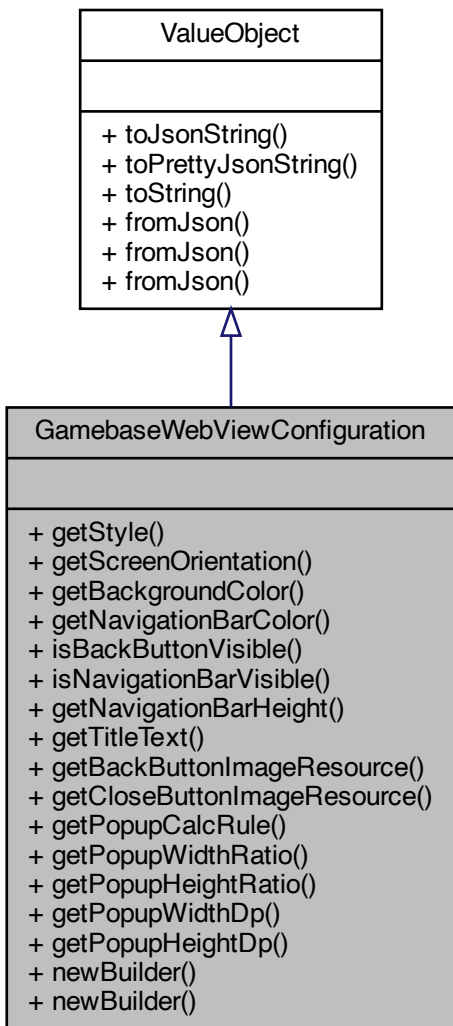 ValueObject
+ toJsonString()
+ toPrettyJsonString()
+ toString()
+ fromJson()
+ fromJson()
+ fromJson()
GamebaseWebViewConfiguration
+ getStyle()
+ getScreenOrientation()
+ getBackgroundColor()
+ getNavigationBarColor()
+ isBackButtonVisible()
+ isNavigationBarVisible()
+ getNavigationBarHeight()
+ getTitleText()
+ getBackButtonImageResource()
+ getCloseButtonImageResource()
+ getPopupCalcRule()
+ getPopupWidthRatio()
+ getPopupHeightRatio()
+ getPopupWidthDp()
+ getPopupHeightDp()
+ newBuilder()
+ newBuilder()